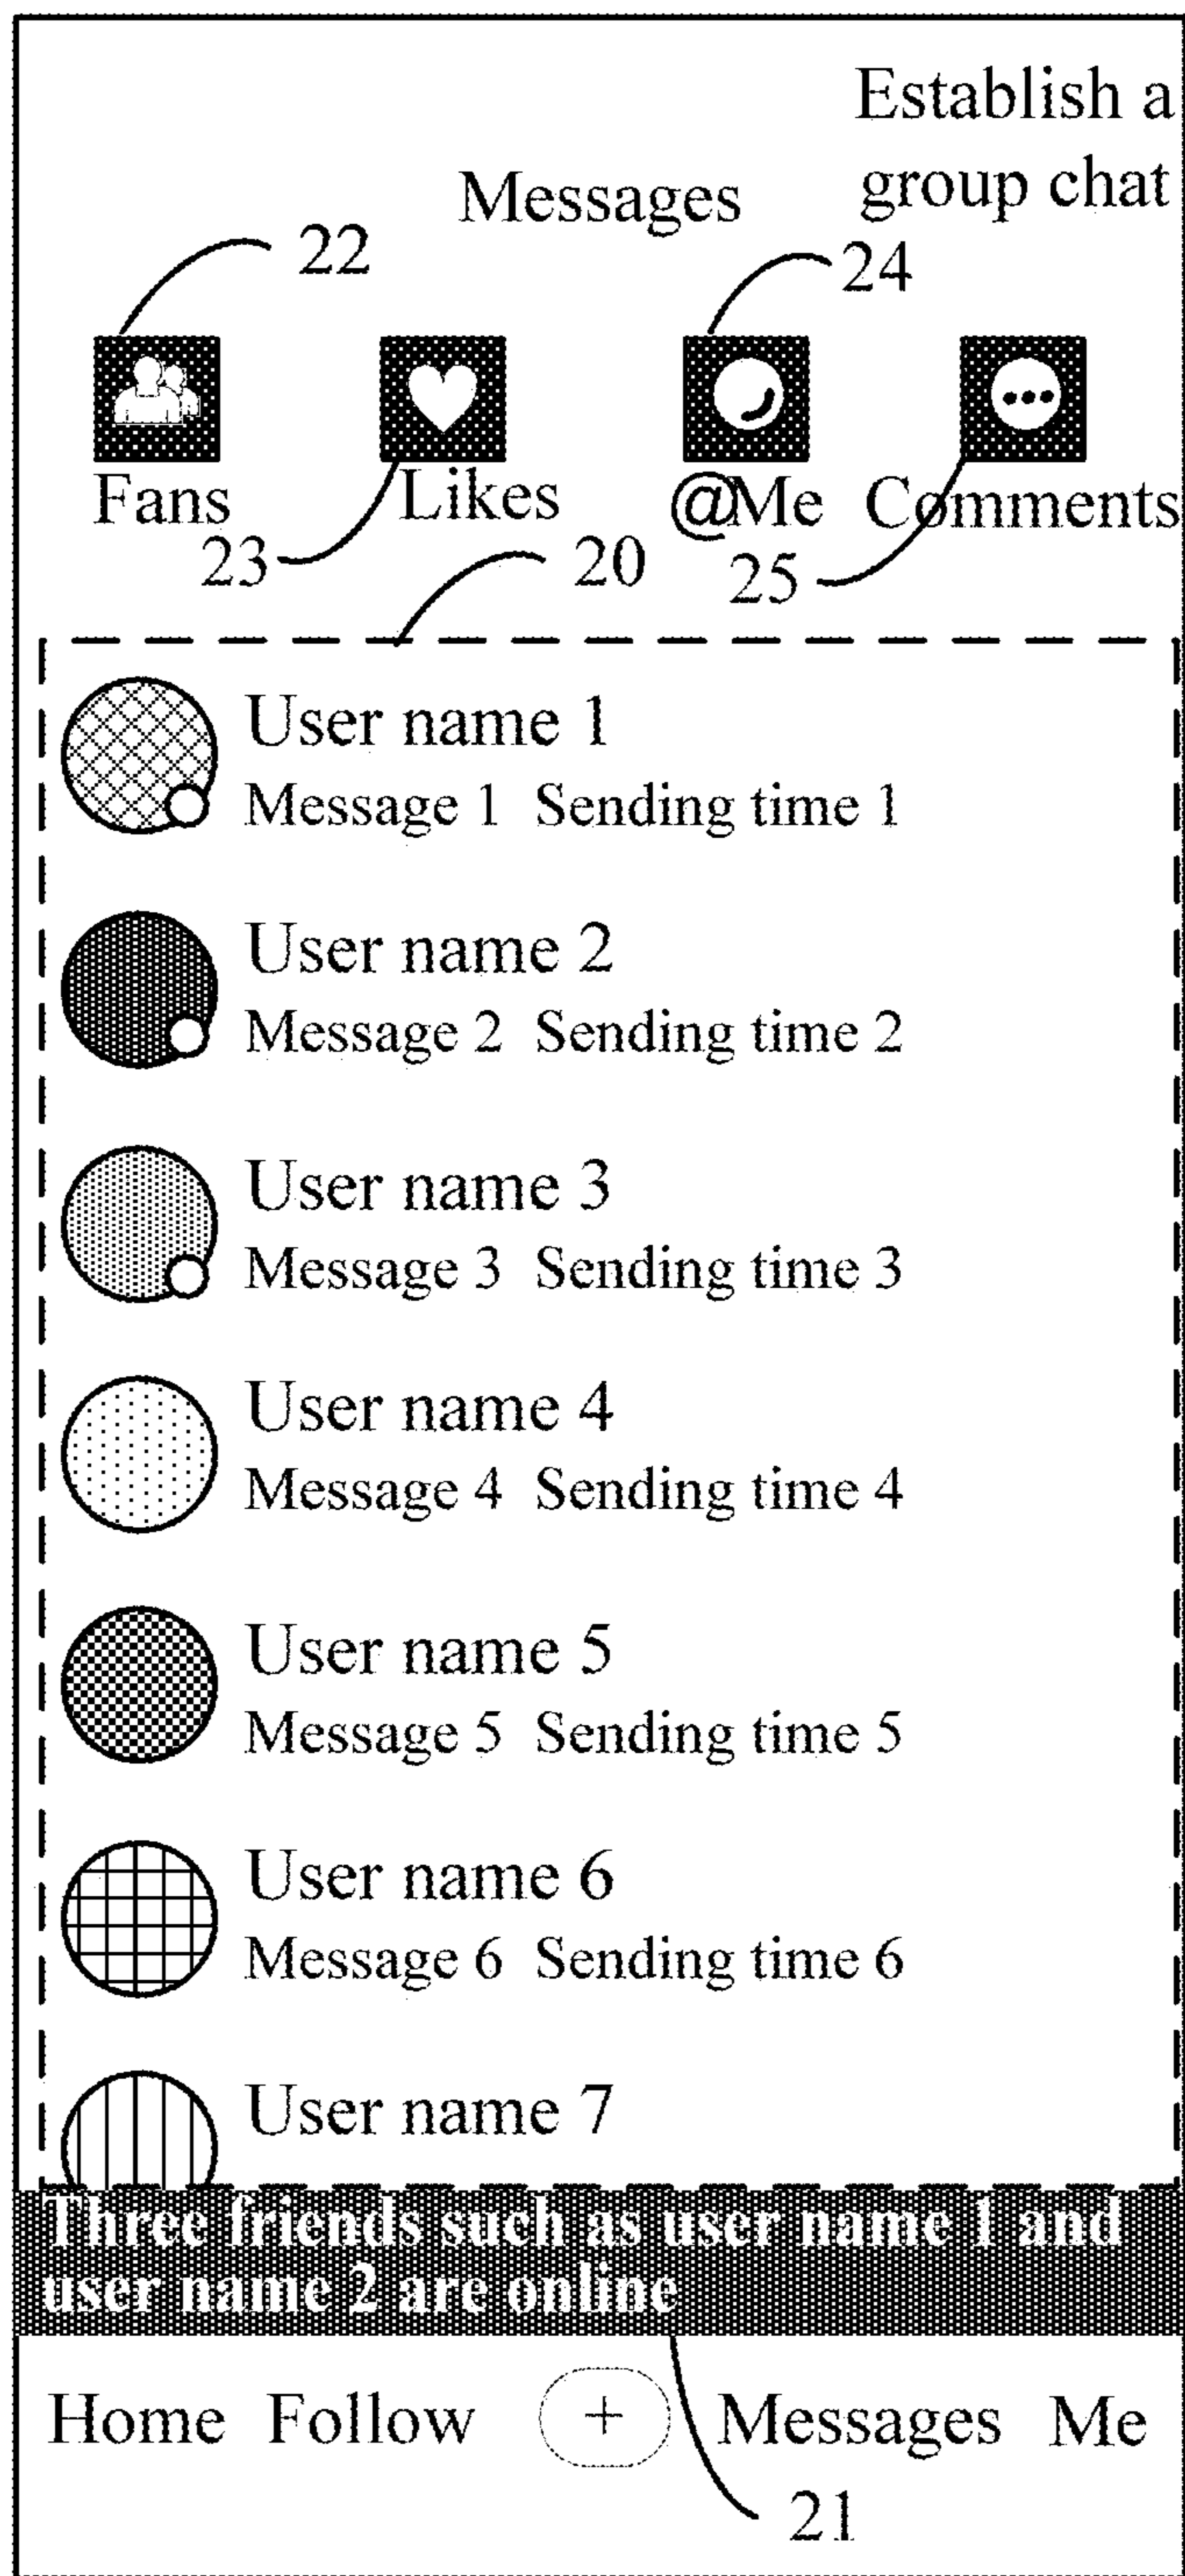 Establish a
group chat
Messages
22
24
Fans
Likes
@Me
Comments
23
20
25
User name 1
Message 1 Sending time 1
User name 2
Message 2 Sending time 2
User name 3
Message 3 Sending time 3
User name 4
Message 4 Sending time 4
User name 5
Message 5 Sending time 5
User name 6
Message 6 Sending time 6
User name 7
Three friends such as user name 1 and
user name 2 are online
Home Follow + Messages Me
21